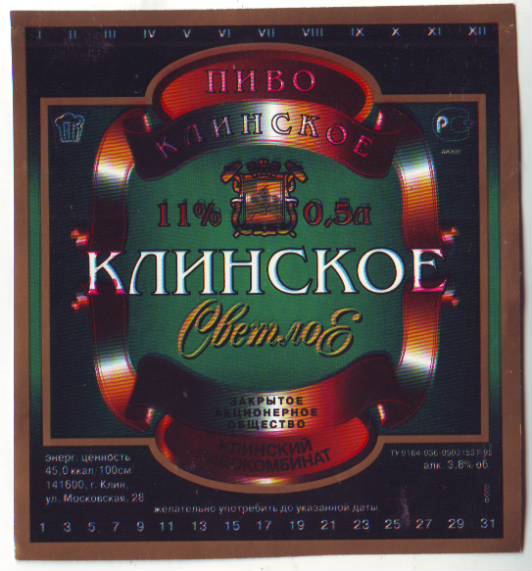 I II III IV V VI VII VIII IX X XI XII
ПИВО
КЛИНСКОЕ
11% 0,5л
КЛИНСКОЕ
Светлое
ЗАКРЫТОЕ
АКЦИОНЕРНОЕ
ОБЩЕСТВО
КЛИНСКИЙ
ПИВОКОМБИНАТ
энерг. ценность
45,0 ккал/100см³
141600, г. Клин,
ул. Московская, 28
алк. 3,8% об.
желательно употребить до указанной даты
1 3 5 7 9 11 13 15 17 19 21 23 25 27 29 31